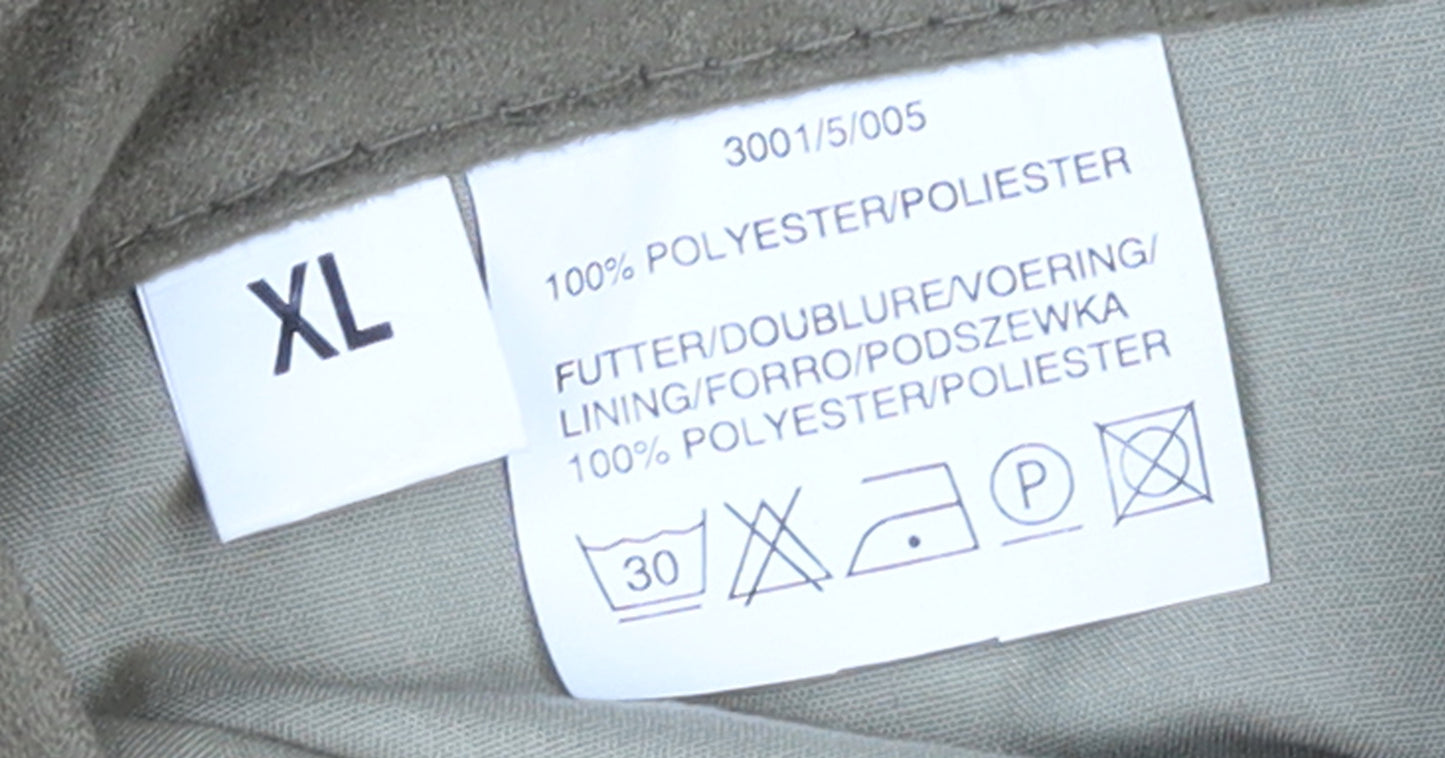 XL
3001/5/005
100% POLYESTER/POLIESTER
FUTTER/DOUBLURE/VOERING/
LINING/FORRO/PODSZEWKA
100% POLYESTER/POLIESTER
30 P